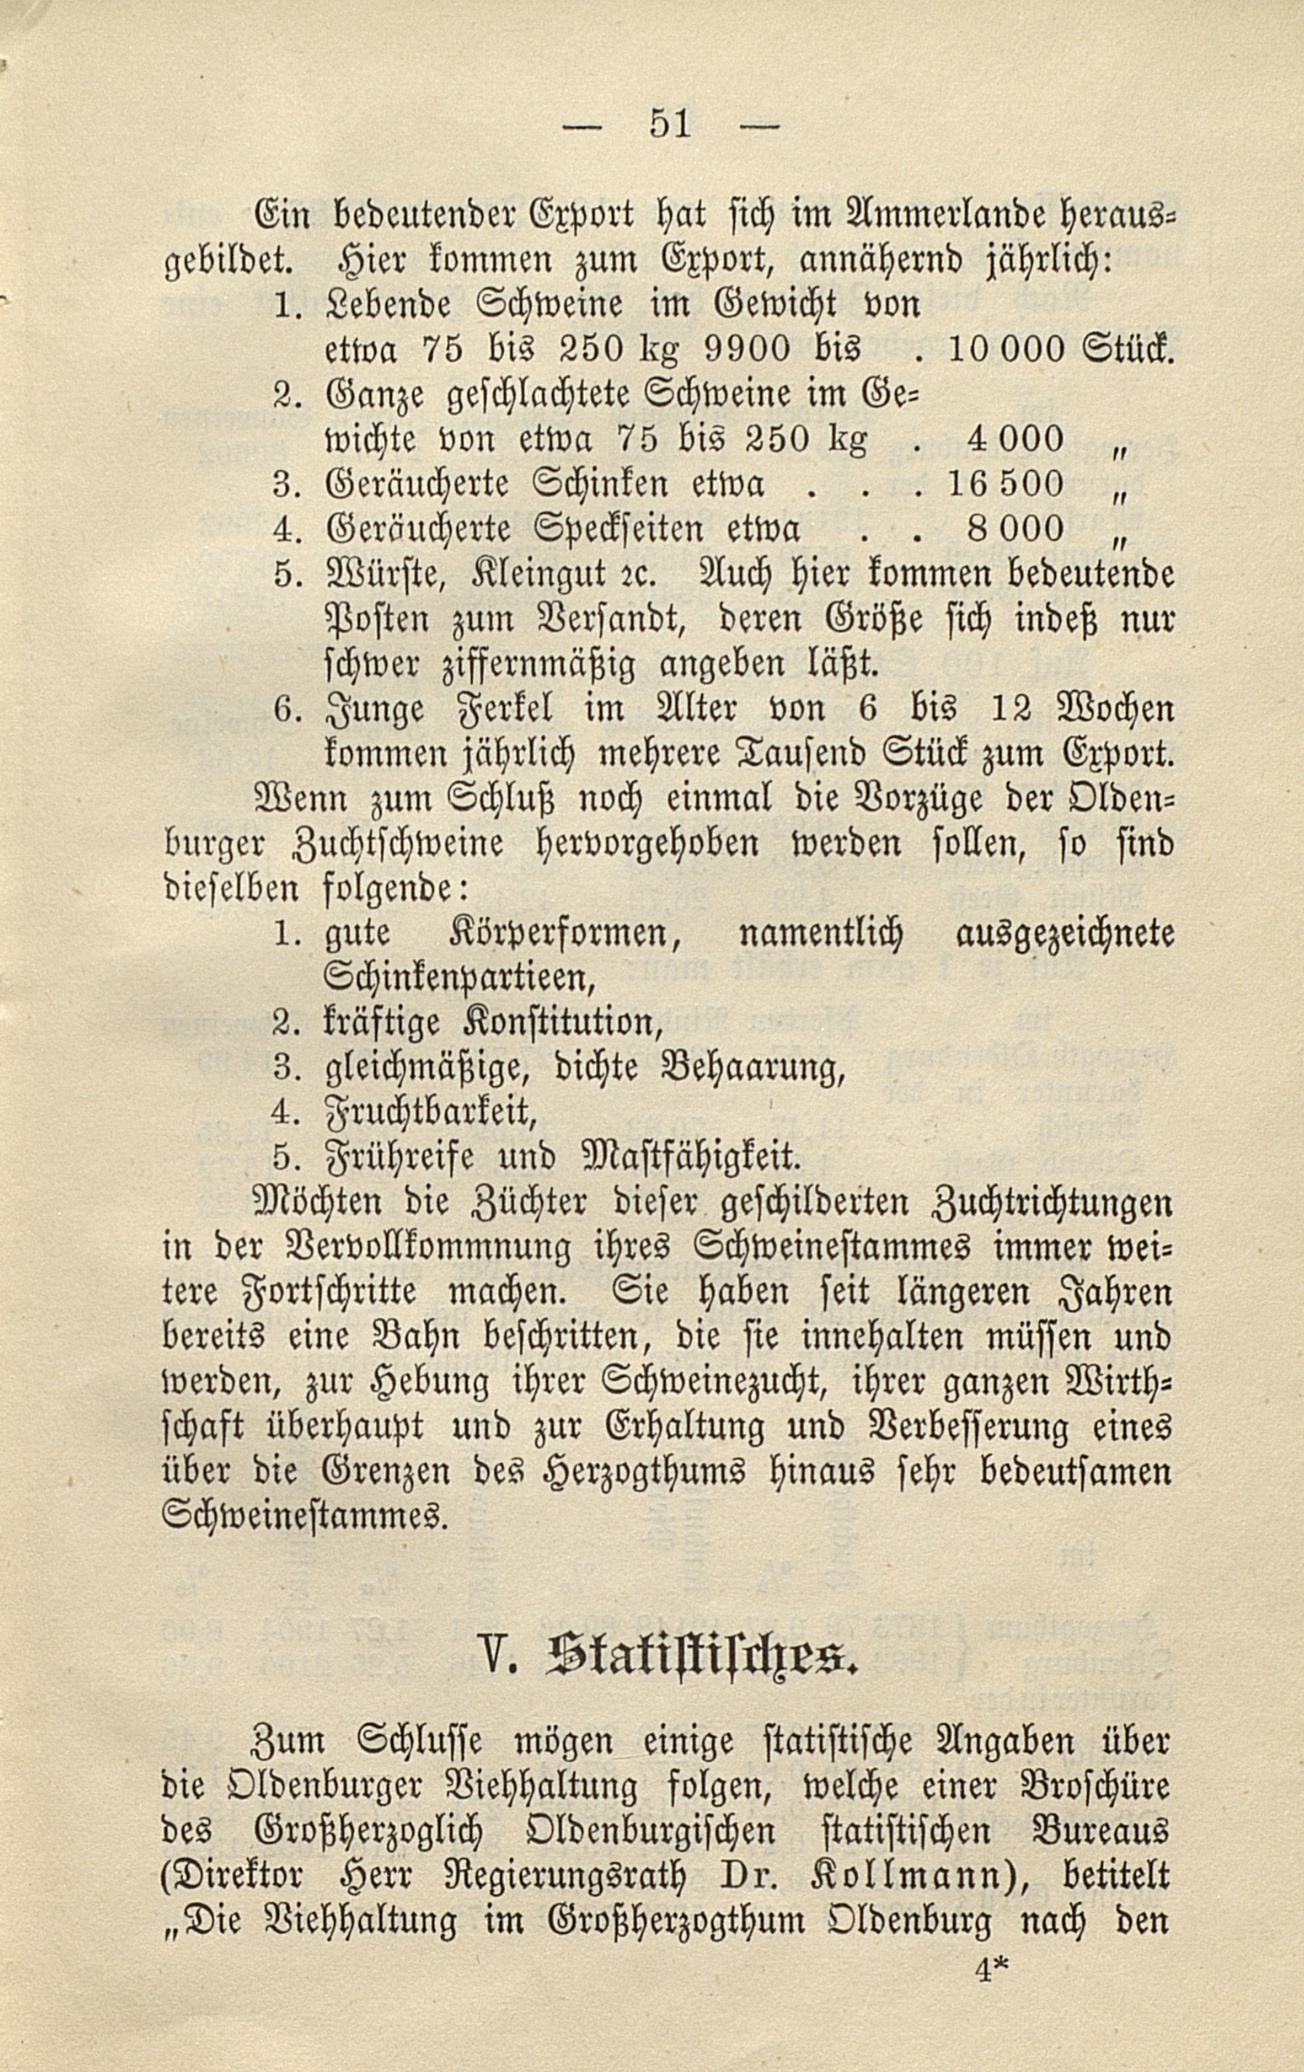 — 51 —
Ein bedeutender Export hat sich im Ammerlande heraus-
gebildet. Hier kommen zum Export, annähernd jährlich:
1. Lebende Schweine im Gewicht von
etwa 75 bis 250 kg 9900 bis . 10 000 Stück.
2. Ganze geschlachtete Schweine im Ge-
wichte von etwa 75 bis 250 kg . 4 000 „
3. Geräucherte Schinken etwa . . . 16 500 „
4. Geräucherte Speckseiten etwa . . 8 000 „
5. Würste, Kleingut ꝛc. Auch hier kommen bedeutende
Posten zum Versandt, deren Größe sich indeß nur
schwer ziffernmäßig angeben läßt.
6. Junge Ferkel im Alter von 6 bis 12 Wochen
kommen jährlich mehrere Tausend Stück zum Export.
Wenn zum Schluß noch einmal die Vorzüge der Olden-
burger Zuchtschweine hervorgehoben werden sollen, so sind
dieselben folgende:
1. gute Körperformen, namentlich ausgezeichnete
Schinkenpartieen,
2. kräftige Konstitution,
3. gleichmäßige, dichte Behaarung,
4. Fruchtbarkeit,
5. Frühreife und Mastfähigkeit.
Möchten die Züchter dieser geschilderten Zuchtrichtungen
in der Vervollkommnung ihres Schweinestammes immer wei-
tere Fortschritte machen. Sie haben seit längeren Jahren
bereits eine Bahn beschritten, die sie innehalten müssen und
werden, zur Hebung ihrer Schweinezucht, ihrer ganzen Wirth-
schaft überhaupt und zur Erhaltung und Verbesserung eines
über die Grenzen des Herzogthums hinaus sehr bedeutsamen
Schweinestammes.
V. Statistisches.
Zum Schlusse mögen einige statistische Angaben über
die Oldenburger Viehhaltung folgen, welche einer Broschüre
des Großherzoglich Oldenburgischen statistischen Bureaus
(Direktor Herr Regierungsrath Dr. Kollmann), betitelt
„Die Viehhaltung im Großherzogthum Oldenburg nach den
4*